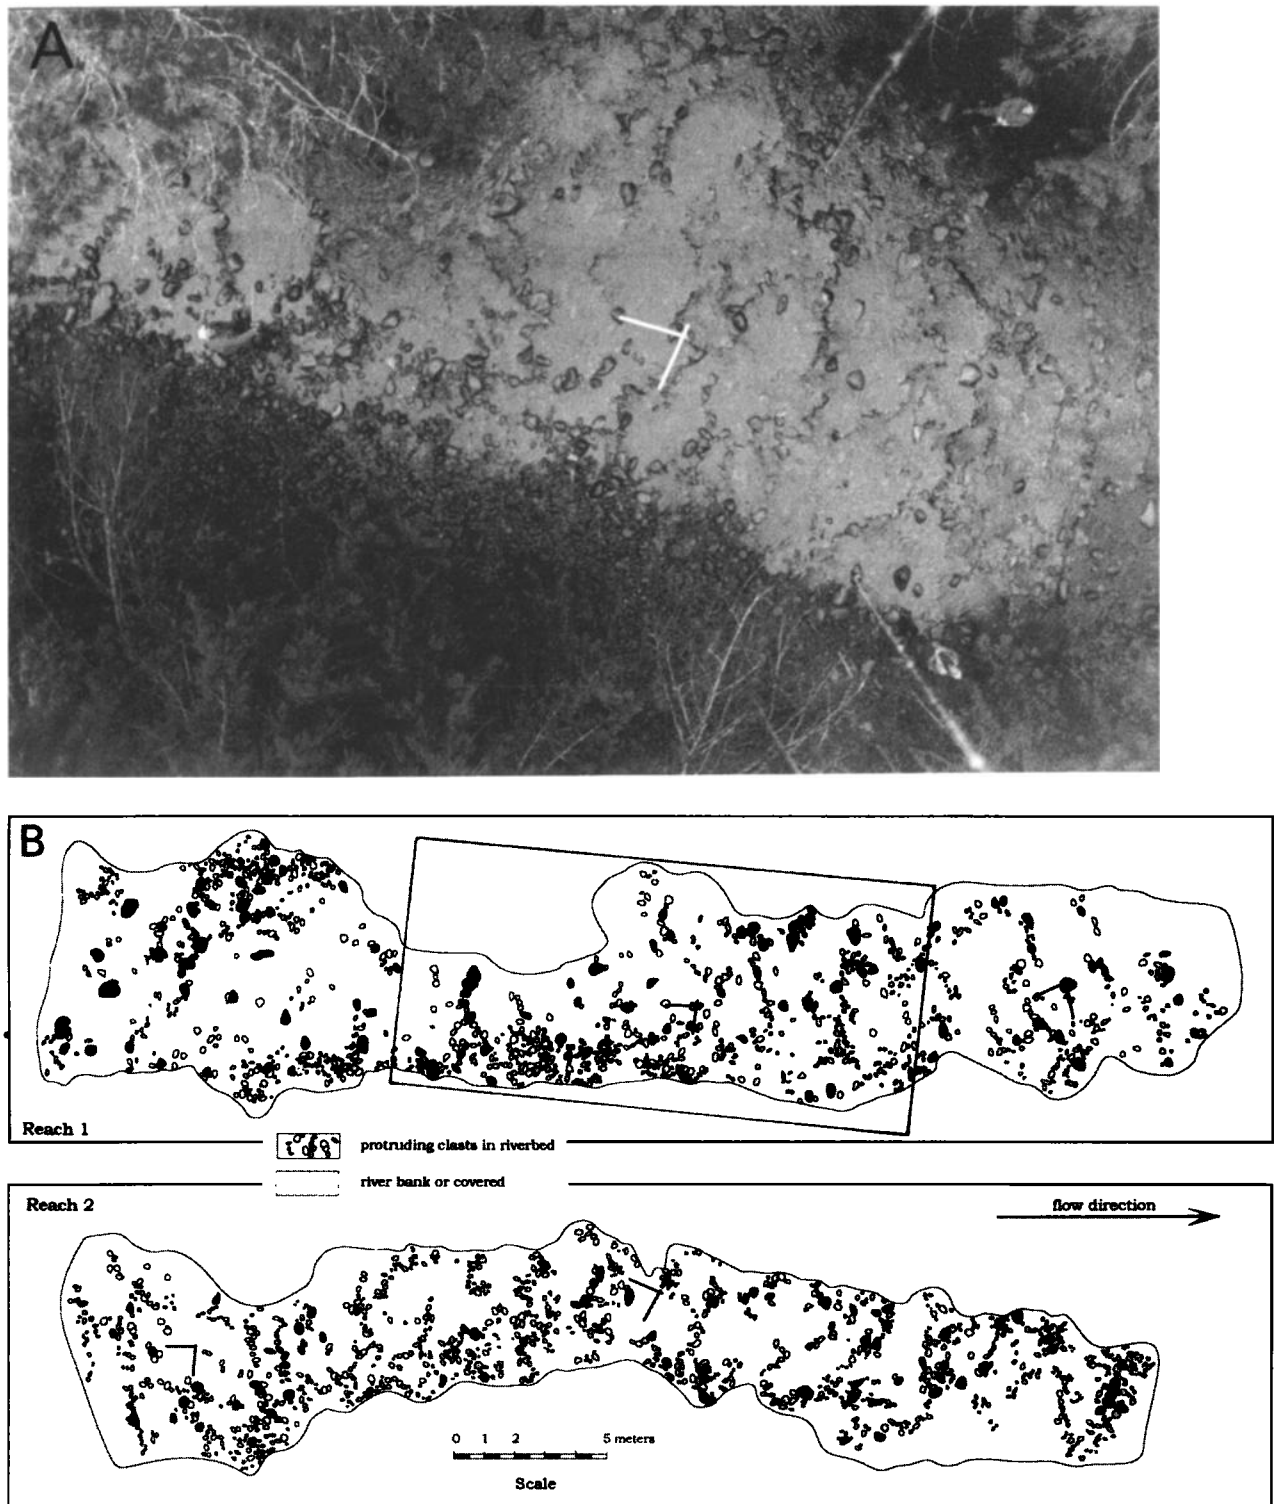 A
B
Reach 1
protruding clasts in riverbed
river bank or covered
Reach 2
flow direction
0 1 2 5 meters
Scale